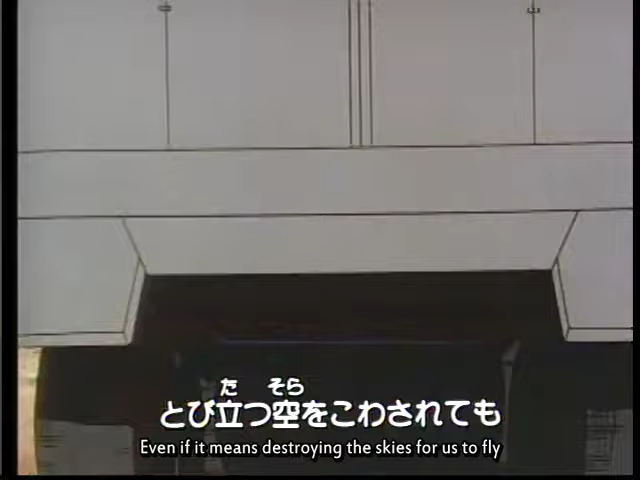 た そら
とび立つ空をこわされても
Even if it means destroying the skies for us to fly